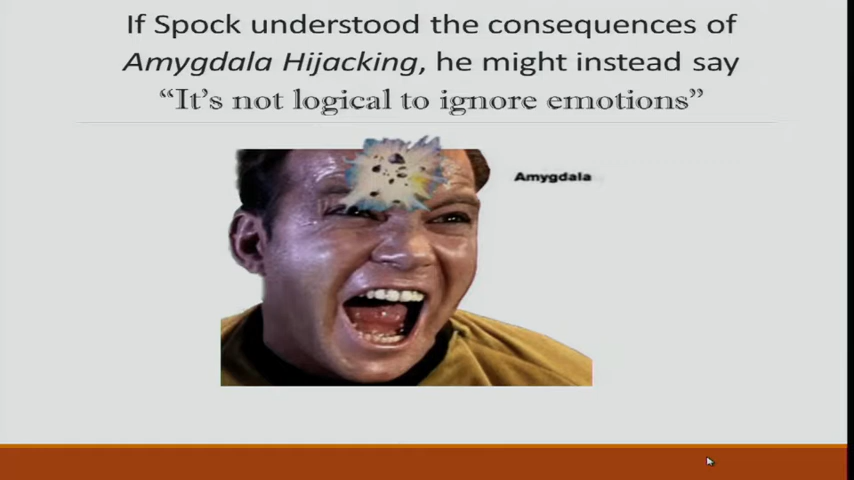 If Spock understood the consequences of
Amygdala Hijacking, he might instead say
“It’s not logical to ignore emotions”
Amygdala